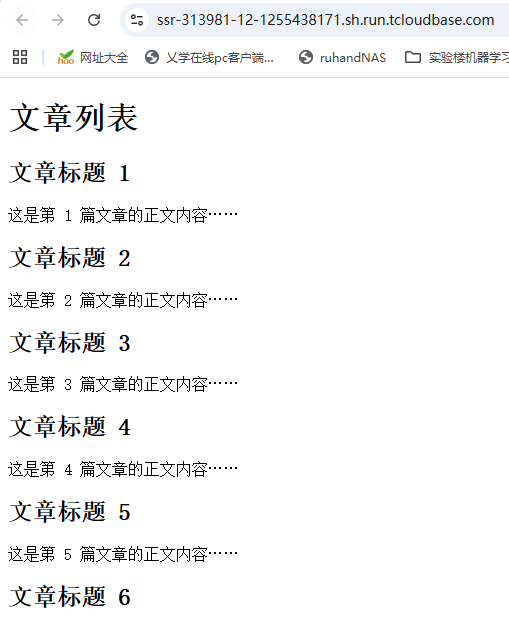 ssr-313981-12-1255438171.sh.run.tcloudbase.com
hao 网址大全 乂学在线pc客户端... ruhandNAS 实验楼机器学习
文章列表
文章标题 1
这是第 1 篇文章的正文内容……
文章标题 2
这是第 2 篇文章的正文内容……
文章标题 3
这是第 3 篇文章的正文内容……
文章标题 4
这是第 4 篇文章的正文内容……
文章标题 5
这是第 5 篇文章的正文内容……
文章标题 6